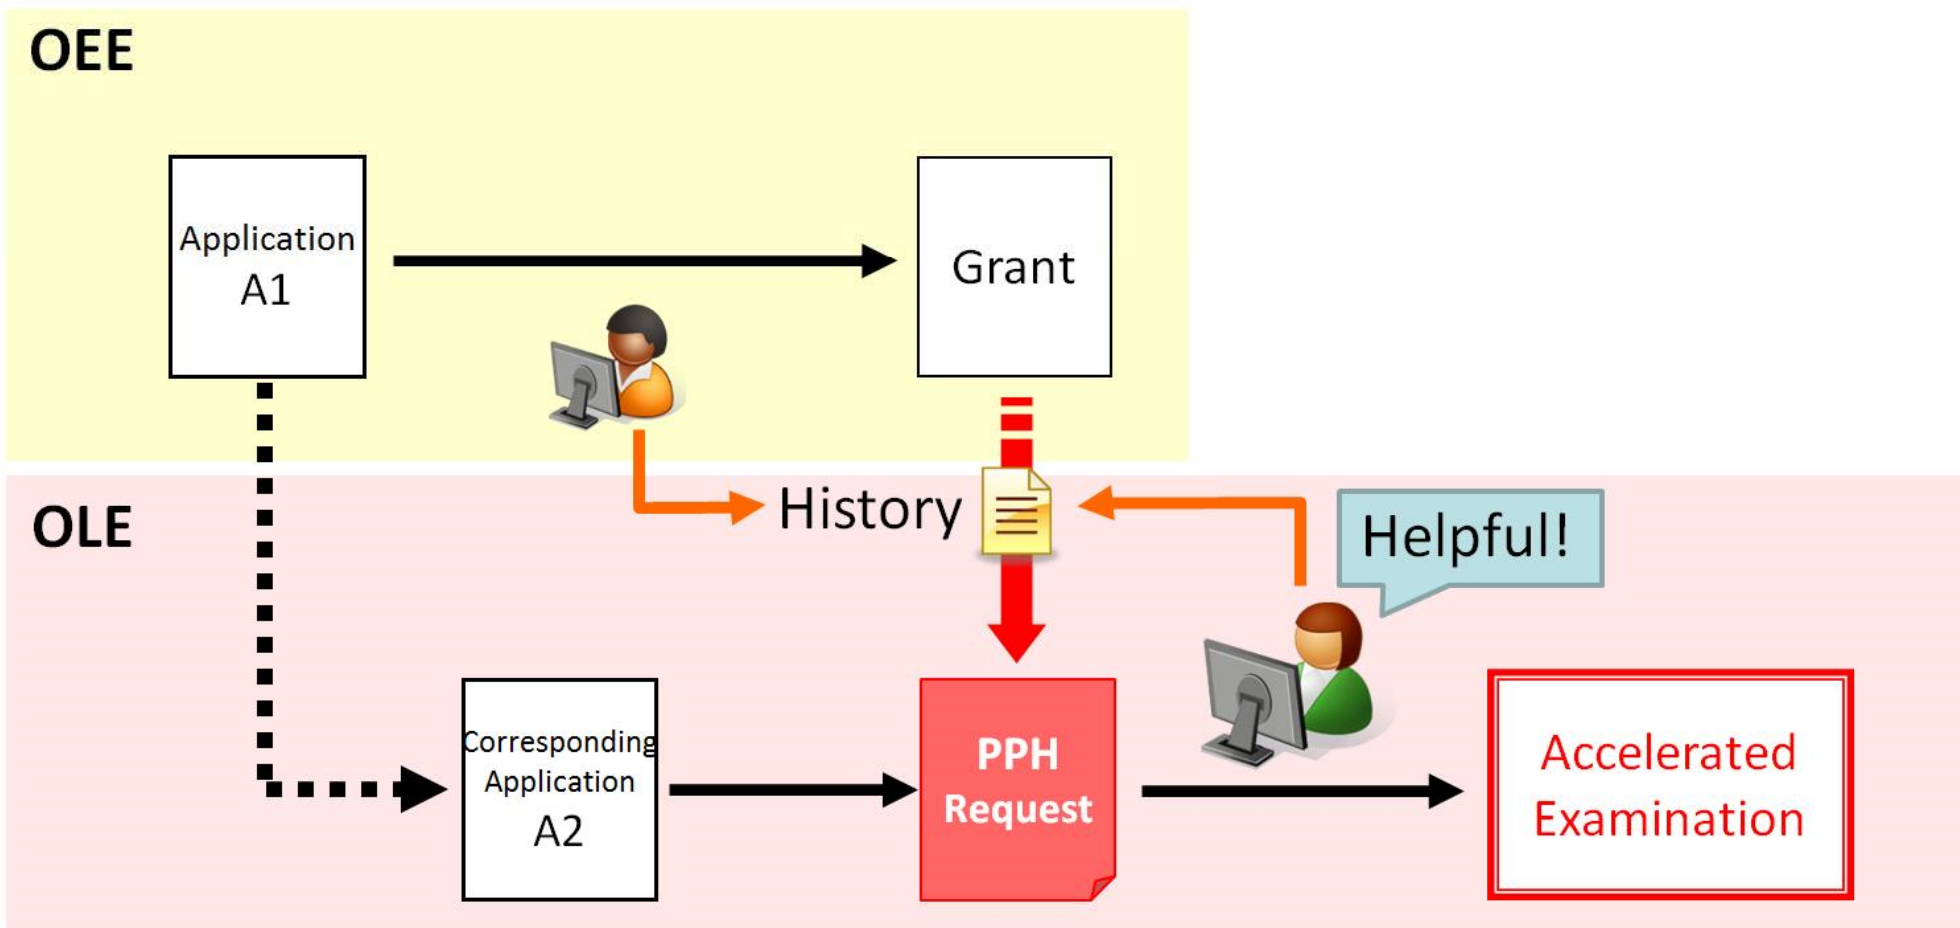 OEE
Application
A1
Grant
OLE
History
Helpful!
Corresponding
Application
A2
PPH
Request
Accelerated
Examination